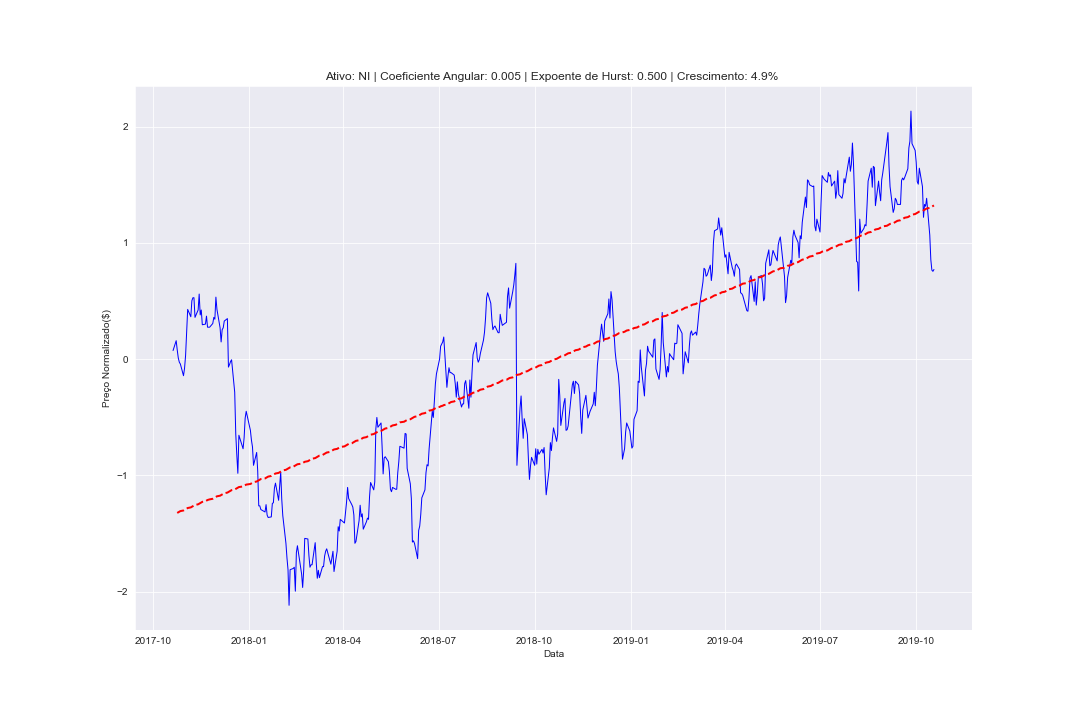 Ativo: NI | Coeficiente Angular: 0.005 | Expoente de Hurst: 0.500 | Crescimento: 4.9%
Preço Normalizado($)
2
1
0
−1
−2
2017-10 2018-01 2018-04 2018-07 2018-10 2019-01 2019-04 2019-07 2019-10
Data